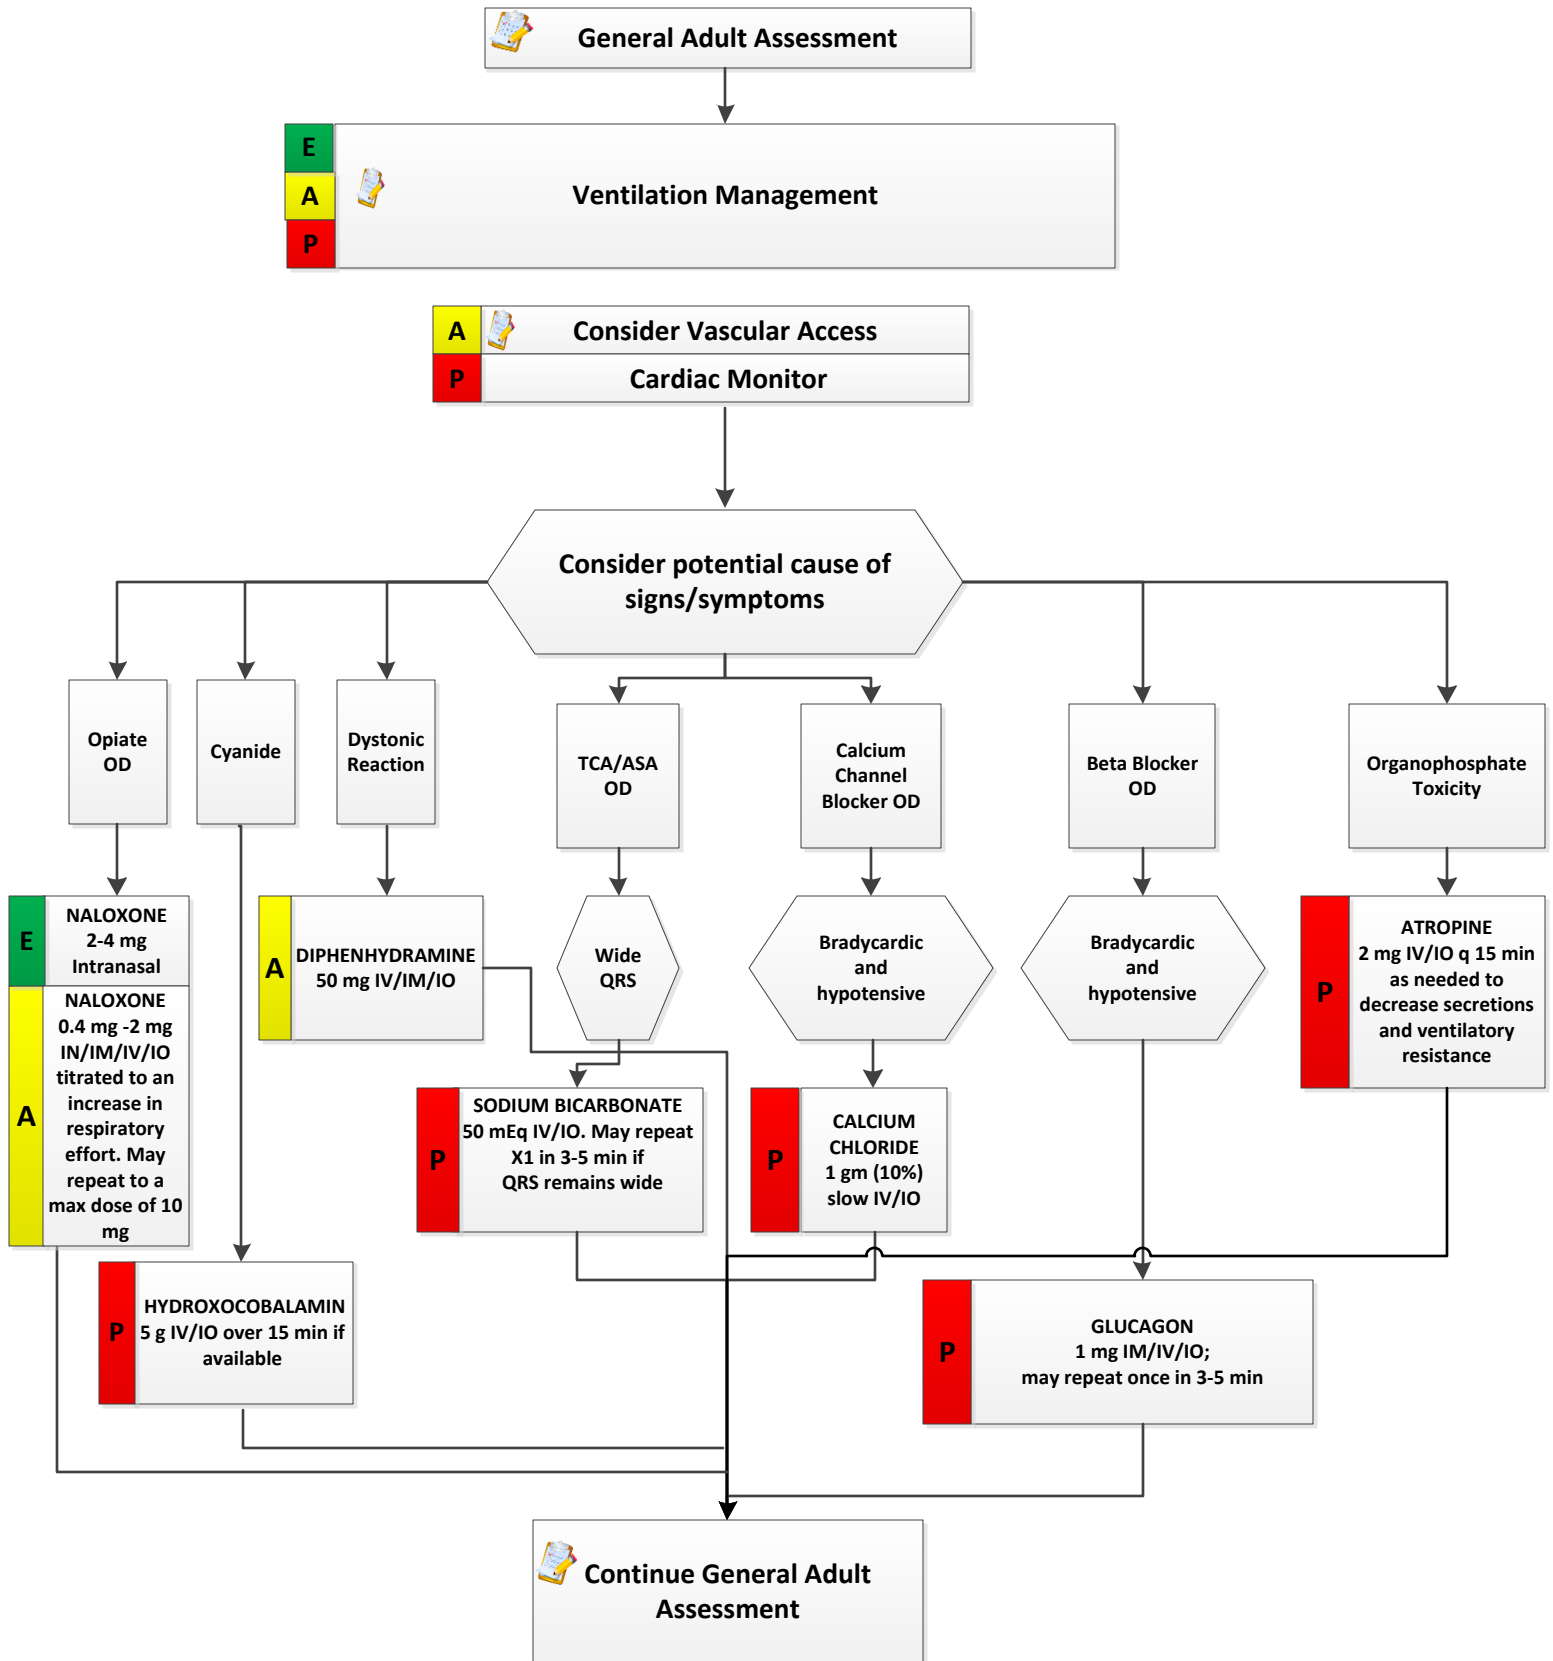 General Adult Assessment
E
A
P
Ventilation Management
A
Consider Vascular Access
P
Cardiac Monitor
Consider potential cause of
signs/symptoms
Opiate
OD
Cyanide
Dystonic
Reaction
TCA/ASA
OD
Calcium
Channel
Blocker OD
Beta Blocker
OD
Organophosphate
Toxicity
E
NALOXONE
2-4 mg
Intranasal
A
NALOXONE
0.4 mg -2 mg
IN/IM/IV/IO
titrated to an
increase in
respiratory
effort. May
repeat to a
max dose of 10
mg
A
DIPHENHYDRAMINE
50 mg IV/IM/IO
Wide
QRS
Bradycardic
and
hypotensive
Bradycardic
and
hypotensive
P
ATROPINE
2 mg IV/IO q 15 min
as needed to
decrease secretions
and ventilatory
resistance
P
SODIUM BICARBONATE
50 mEq IV/IO. May repeat
X1 in 3-5 min if
QRS remains wide
P
CALCIUM
CHLORIDE
1 gm (10%)
slow IV/IO
P
HYDROXOCOBALAMIN
5 g IV/IO over 15 min if
available
P
GLUCAGON
1 mg IM/IV/IO;
may repeat once in 3-5 min
Continue General Adult
Assessment